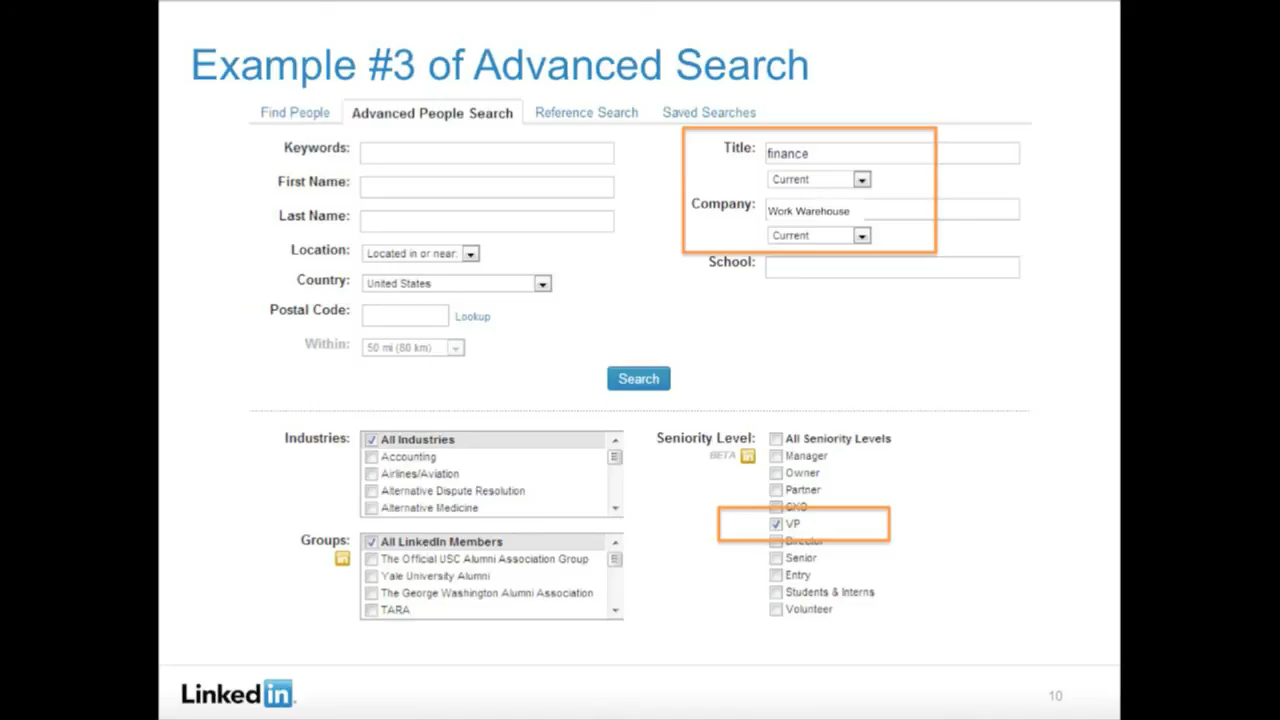 Example #3 of Advanced Search
Find People
Advanced People Search
Reference Search
Saved Searches
Keywords:
First Name:
Last Name:
Location:
Located in or near:
Country:
United States
Postal Code:
Lookup
Within:
50 mi (80 km)
Title:
finance
Current
Company:
Work Warehouse
Current
School:
Search
Industries:
All Industries
Accounting
Airlines/Aviation
Alternative Dispute Resolution
Alternative Medicine
Groups:
in
All LinkedIn Members
The Official USC Alumni Association Group
Yale University Alumni
The George Washington Alumni Association
TARA
Seniority Level:
BETA in
All Seniority Levels
Manager
Owner
Partner
CXO
VP
Director
Senior
Entry
Students & Interns
Volunteer
LinkedIn
10